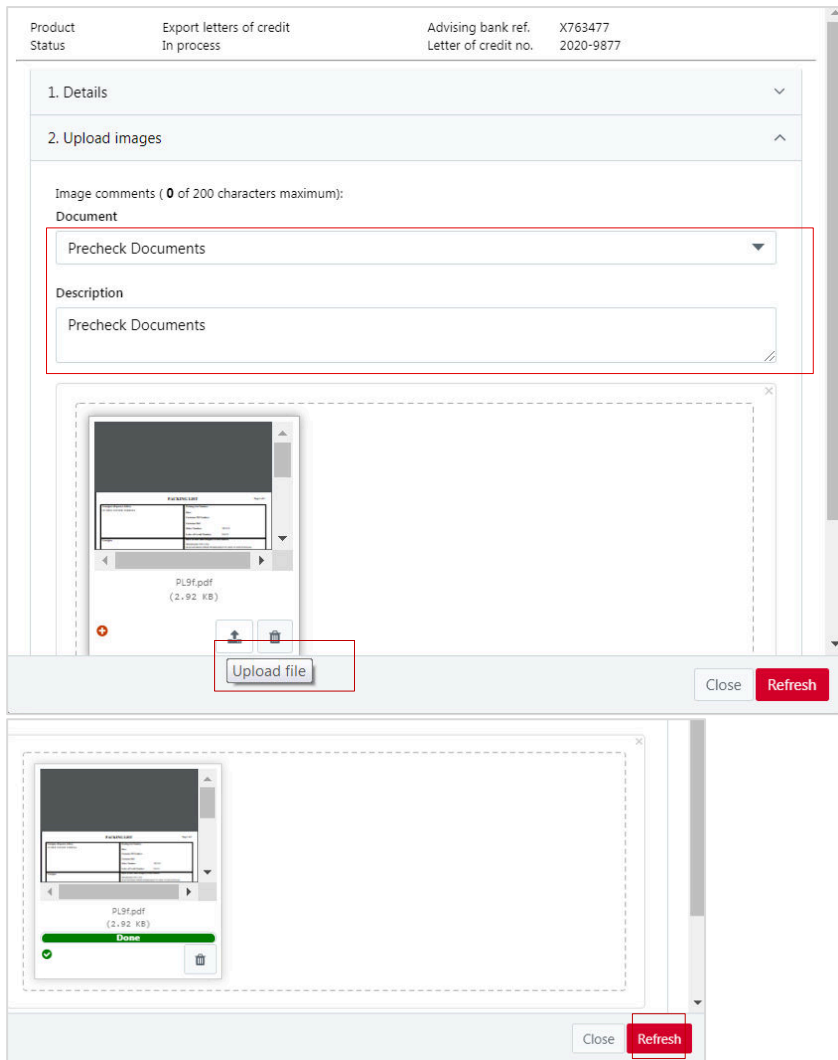 Product Export letters of credit Advising bank ref. X763477
Status In process Letter of credit no. 2020-9877
1. Details
2. Upload images
Image comments ( 0 of 200 characters maximum):
Document
Precheck Documents
Description
Precheck Documents
PACKING LIST
PL9f.pdf
(2.92 KB)
Upload file
Close Refresh
PACKING LIST
PL9f.pdf
(2.92 KB)
Done
Close Refresh